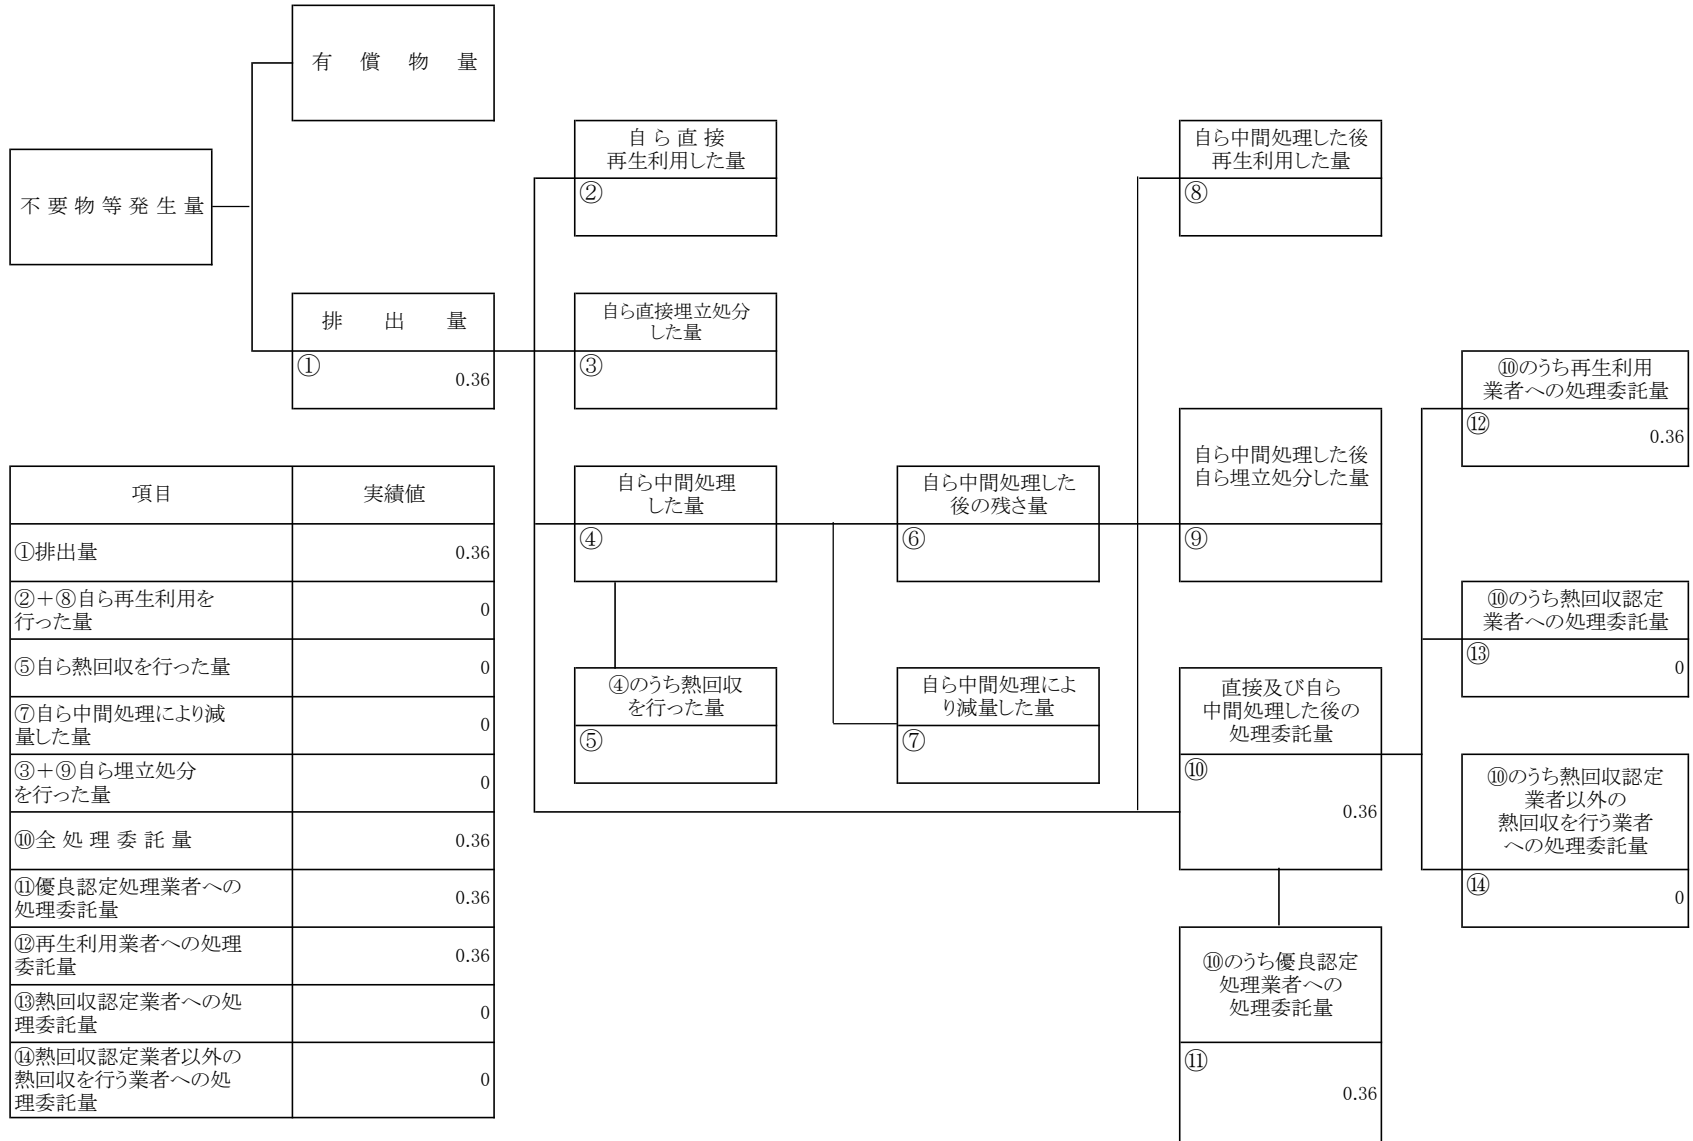 有 償 物 量
不 要 物 等 発 生 量
排 出 量
①
0.36
自 ら 直 接
再生利用した量
②
自ら直接埋立処分
した量
③
自ら中間処理
した量
④
④のうち熱回収
を行った量
⑤
自ら中間処理した
後の残さ量
⑥
自ら中間処理によ
り減量した量
⑦
自ら中間処理した後
再生利用した量
⑧
自ら中間処理した後
自ら埋立処分した量
⑨
直接及び自ら
中間処理した後の
処理委託量
⑩
0.36
⑩のうち優良認定
処理業者への
処理委託量
⑪
0.36
⑩のうち再生利用
業者への処理委託量
⑫
0.36
⑩のうち熱回収認定
業者への処理委託量
⑬
0
⑩のうち熱回収認定
業者以外の
熱回収を行う業者
への処理委託量
⑭
0
項目 実績値
①排出量 0.36
②＋⑧自ら再生利用を
行った量 0
⑤自ら熱回収を行った量 0
⑦自ら中間処理により減
量した量 0
③＋⑨自ら埋立処分
を行った量 0
⑩全 処 理 委 託 量 0.36
⑪優良認定処理業者への
処理委託量 0.36
⑫再生利用業者への処理
委託量 0.36
⑬熱回収認定業者への処
理委託量 0
⑭熱回収認定業者以外の
熱回収を行う業者への処
理委託量 0